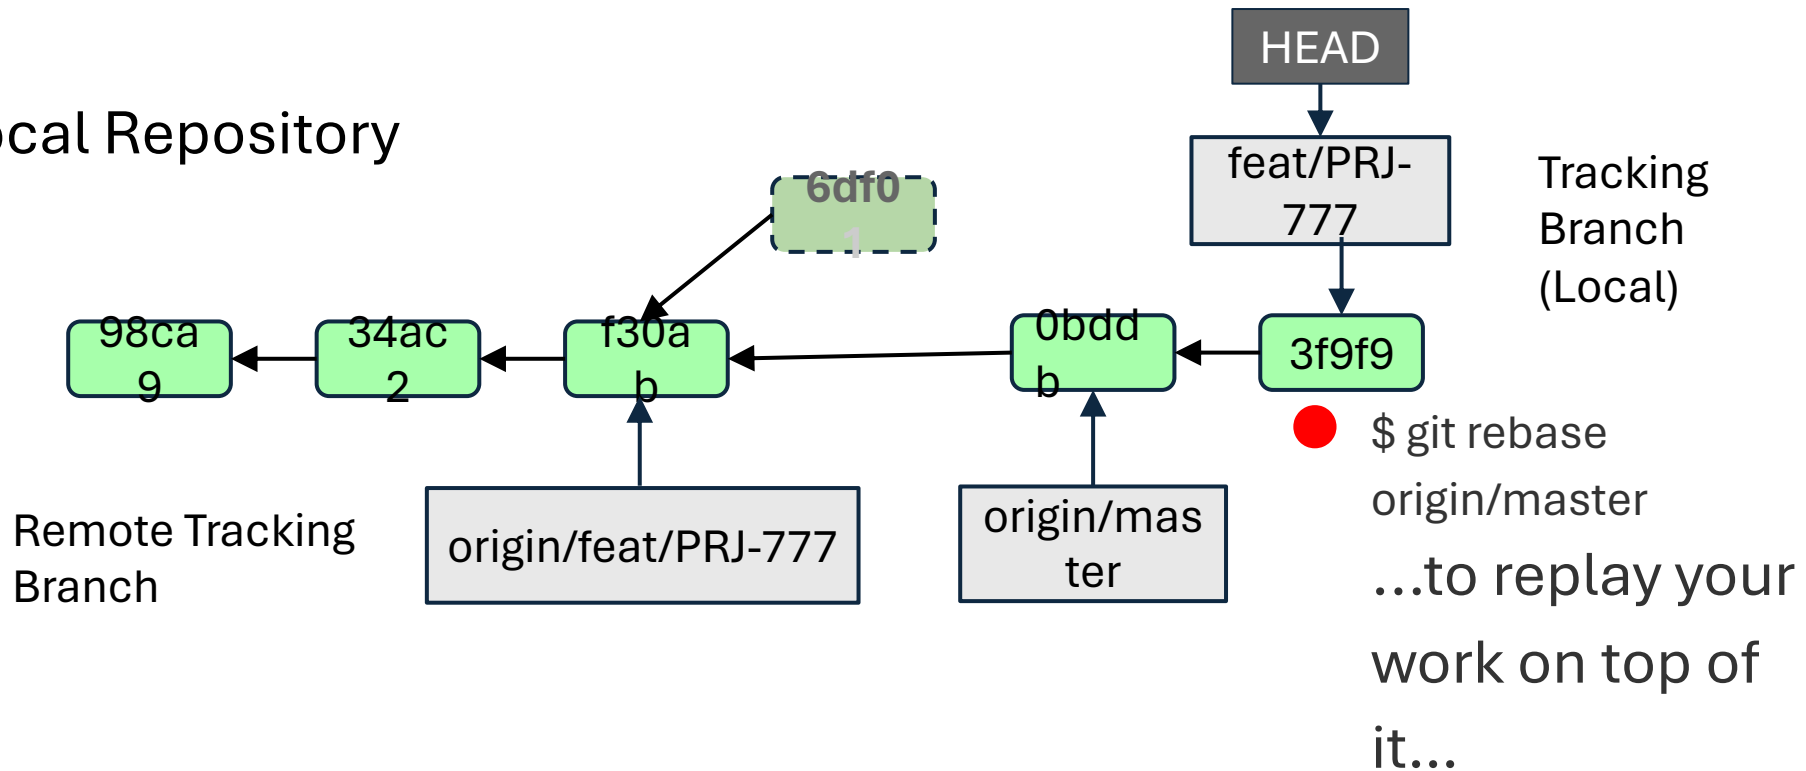 HEAD
ocal Repository
feat/PRJ-
777
Tracking
Branch
(Local)
6df0
1
98ca
9
34ac
2
f30a
b
0bdd
b
3f9f9
$ git rebase
origin/master
...to replay your
work on top of
it...
Remote Tracking
Branch
origin/feat/PRJ-777
origin/mas
ter